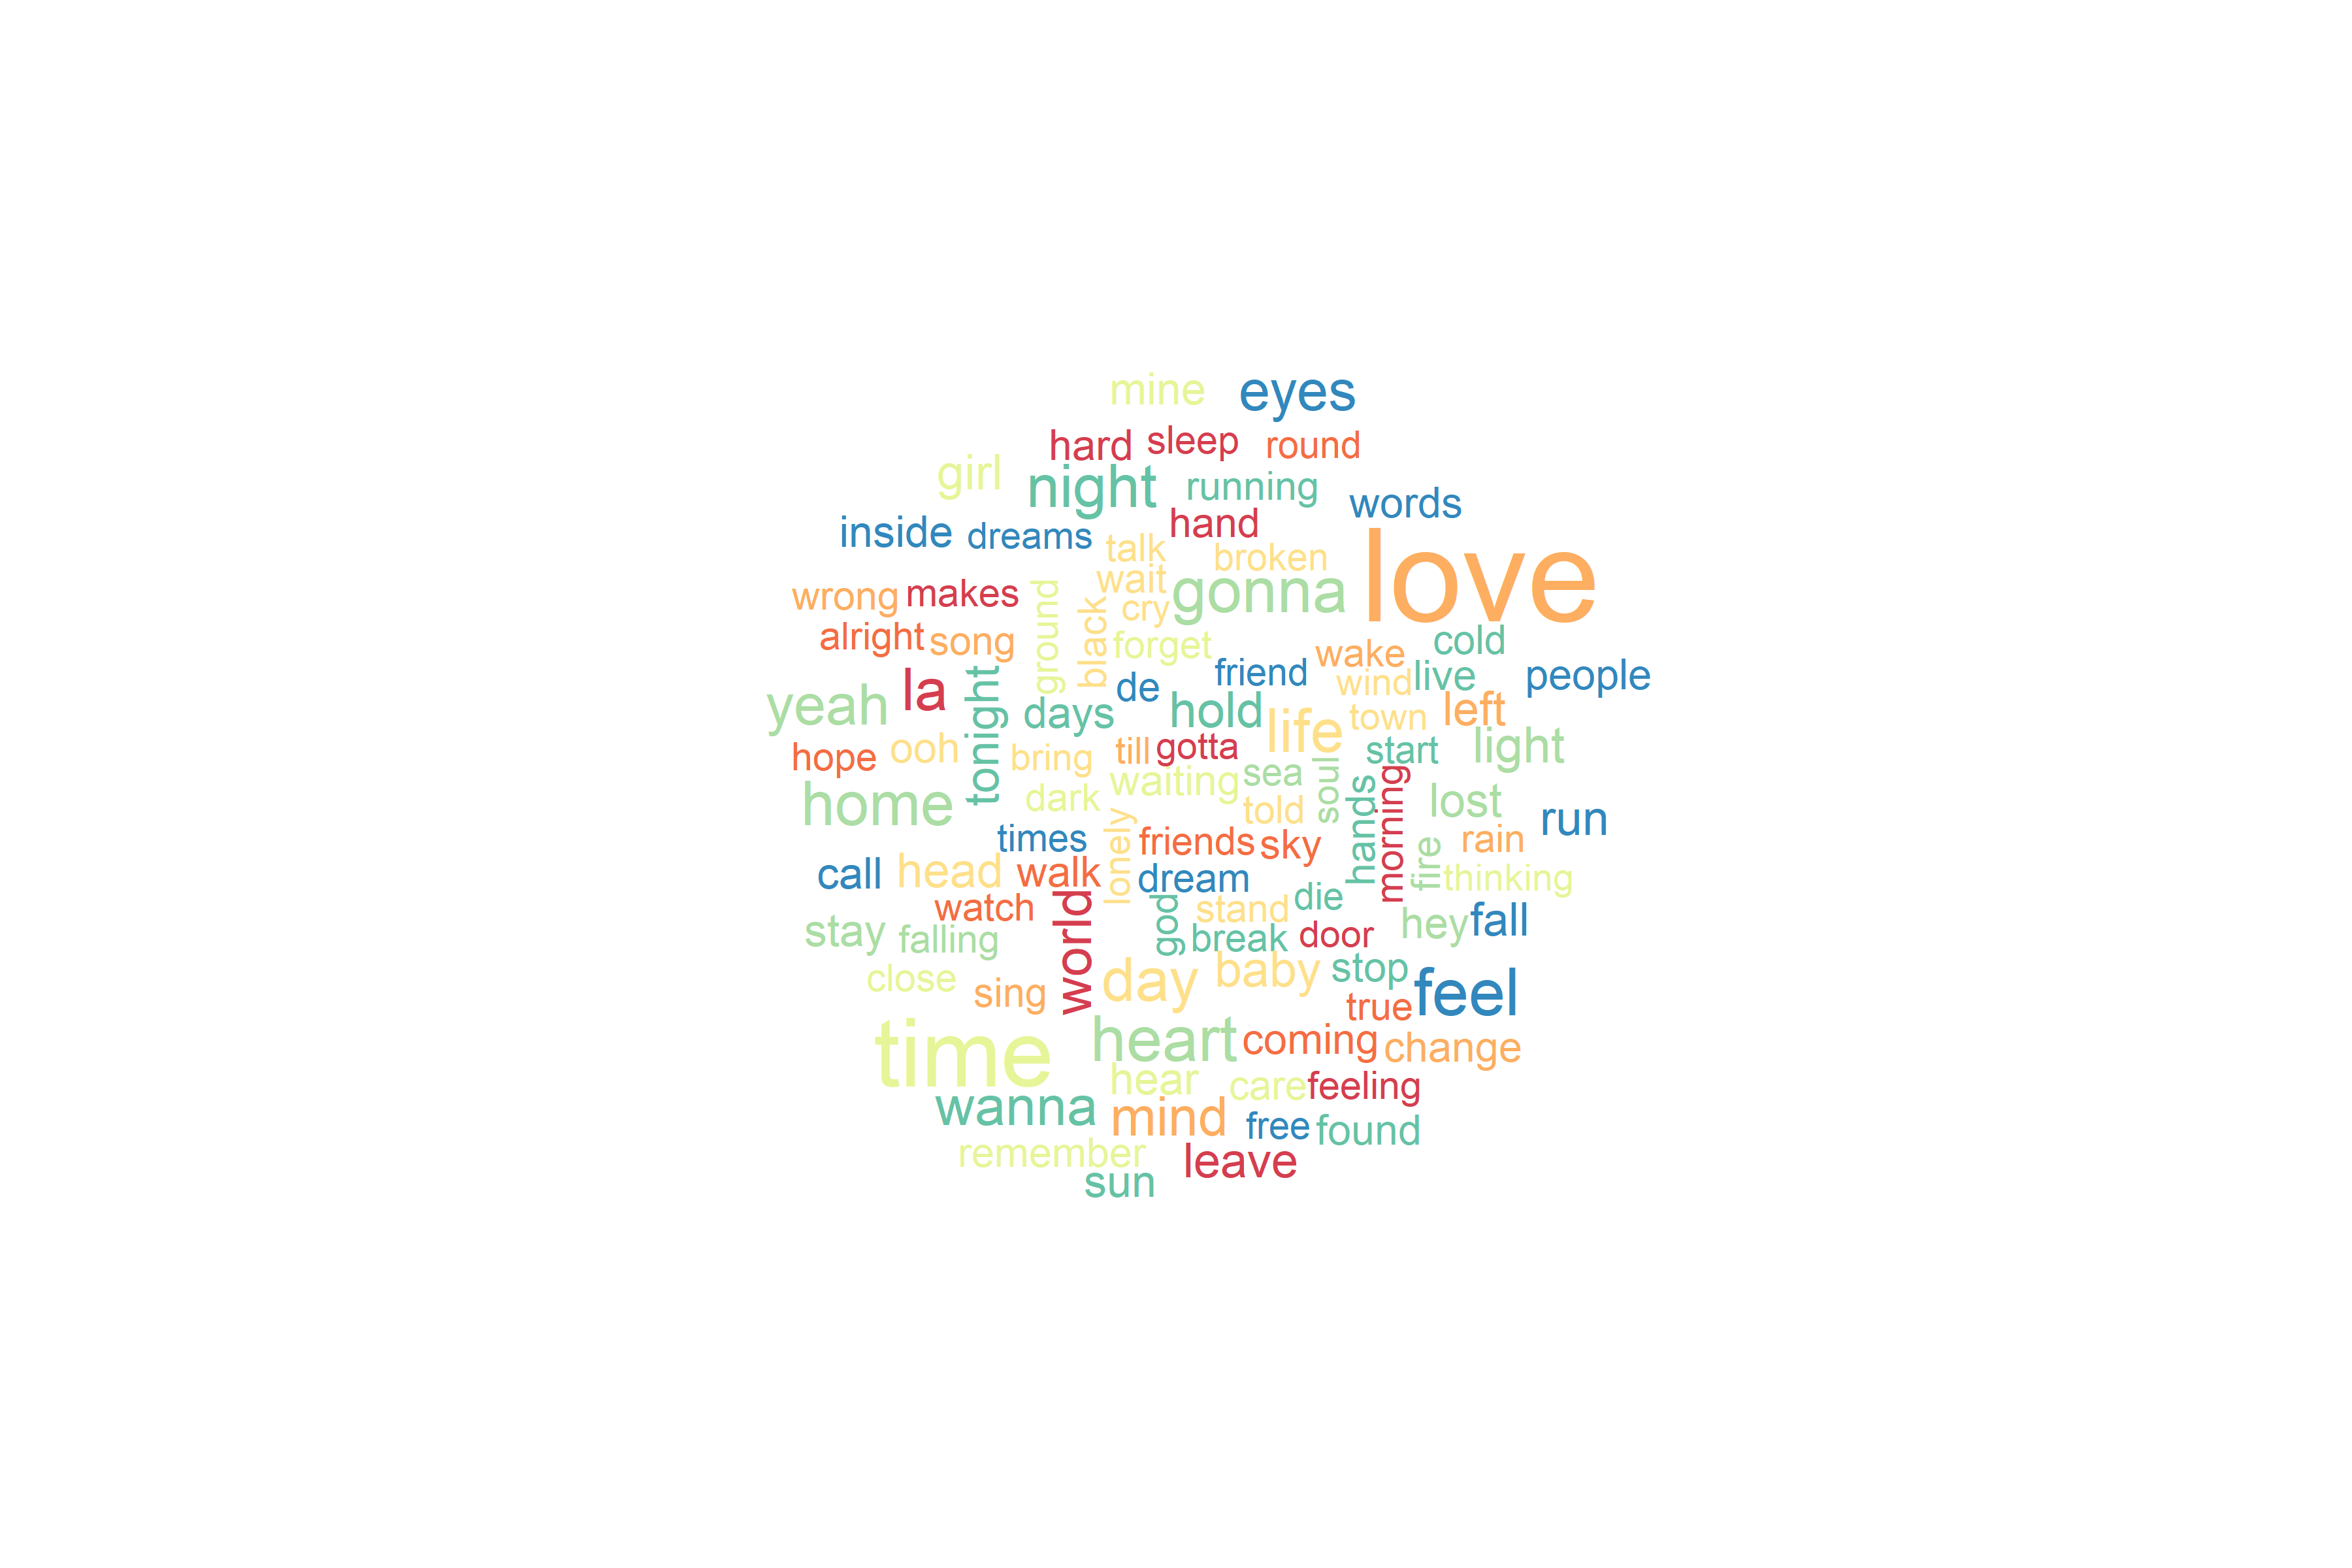 mine eyes
hard sleep round
girl night running words
inside dreams hand
talk broken love
wrong makes ground black wait cry gonna
alright song forget wake cold
yeah la tonight days de friend hold wind live people
life town left
hope ooh bring till gotta start light
home dark waiting sea soul hands morning lost run
times lonely told
friends sky fire rain
call head walk dream thinking
watch world god stand die
stay falling break door hey fall
close sing day baby stop feel
time heart coming true change
hear care feeling
wanna mind free found
remember leave
sun